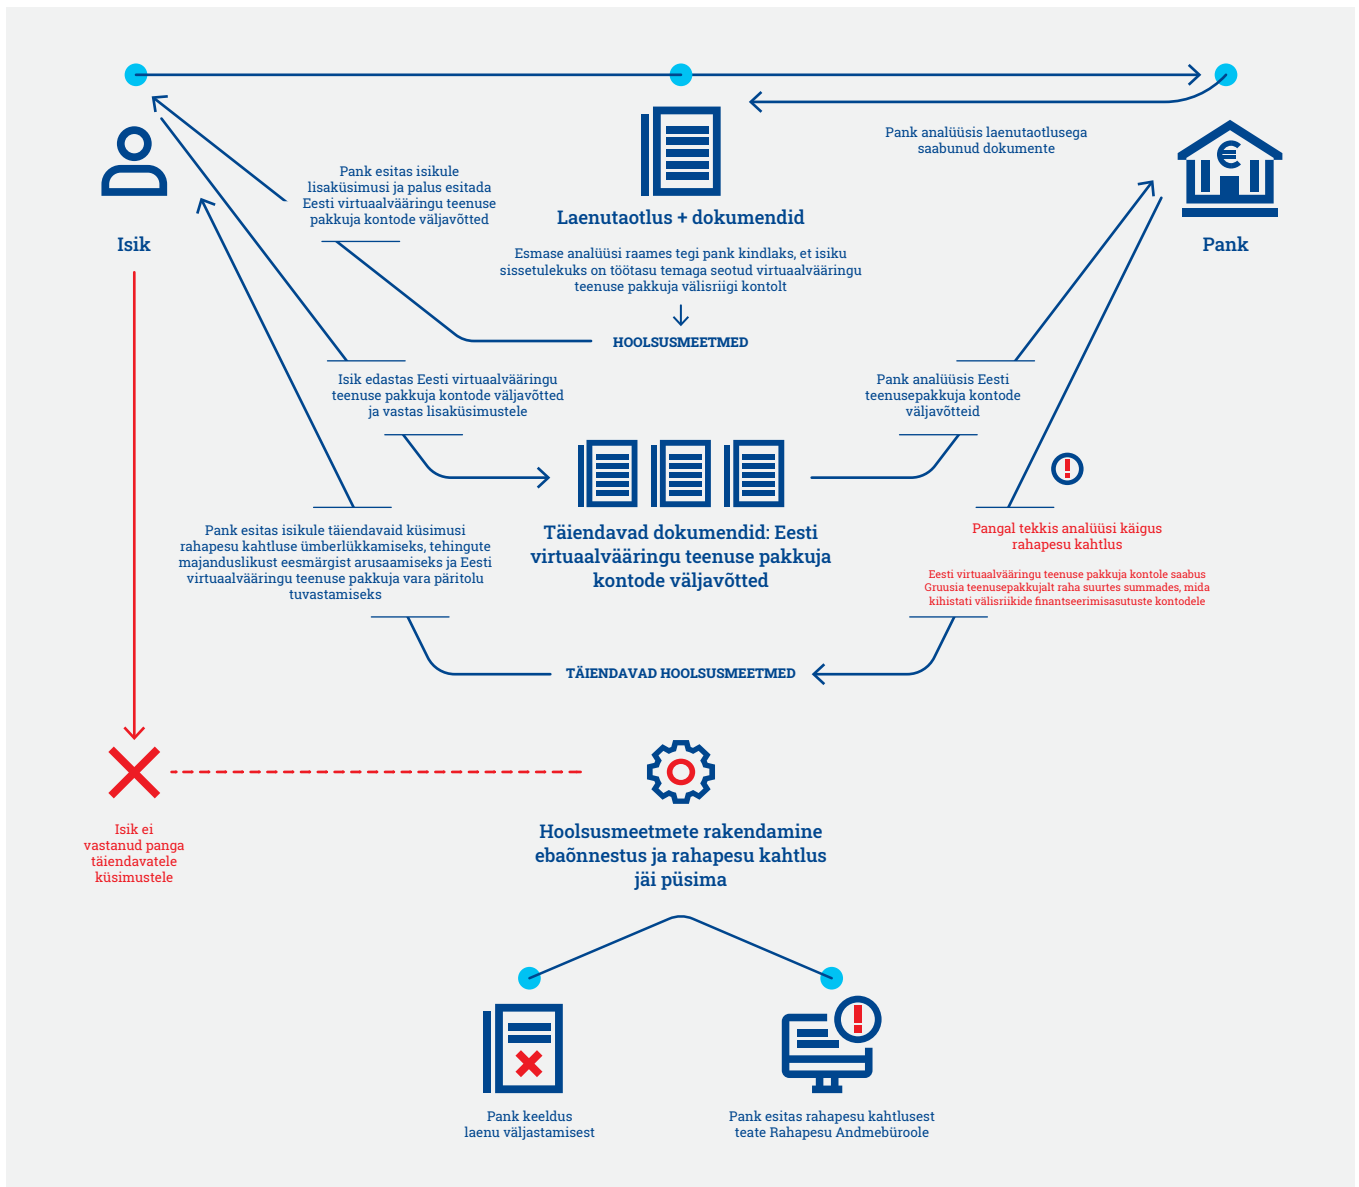 Pank analüüsis laenutaotlusega
saabunud dokumente
Isik
Pank
Laenutaotlus + dokumendid
Esmase analüüsi raames tegi pank kindlaks, et isiku
sissetulekuks on töötasu temaga seotud virtuaalvääringu
teenuse pakkuja välisriigi kontolt
HOOLSUSMEETMED
Pank esitas isikule
lisaküsimusi ja palus esitada
Eesti virtuaalvääringu teenuse
pakkuja kontode väljavõtted
Isik edastas Eesti virtuaalvääringu
teenuse pakkuja kontode väljavõtted
ja vastas lisaküsimustele
Täiendavad dokumendid: Eesti
virtuaalvääringu teenuse pakkuja
kontode väljavõtted
Pank analüüsis Eesti
teenusepakkuja kontode
väljavõtteid
Pangal tekkis analüüsi käigus
rahapesu kahtlus
Eesti virtuaalvääringu teenuse pakkuja kontole saabus
Gruusia teenusepakkujalt raha suurtes summades, mida
kihistati välisriikide finantseerimisasutuste kontodele
TÄIENDAVAD HOOLSUSMEETMED
Pank esitas isikule täiendavaid küsimusi
rahapesu kahtluse ümberlükkamiseks, tehingute
majanduslikust eesmärgist arusaamiseks ja Eesti
virtuaalvääringu teenuse pakkuja vara päritolu
tuvastamiseks
Isik ei
vastanud panga
täiendavatele
küsimustele
Hoolsusmeetmete rakendamine
ebaõnnestus ja rahapesu kahtlus
jäi püsima
Pank keeldus
laenu väljastamisest
Pank esitas rahapesu kahtlusest
teate Rahapesu Andmebüroole